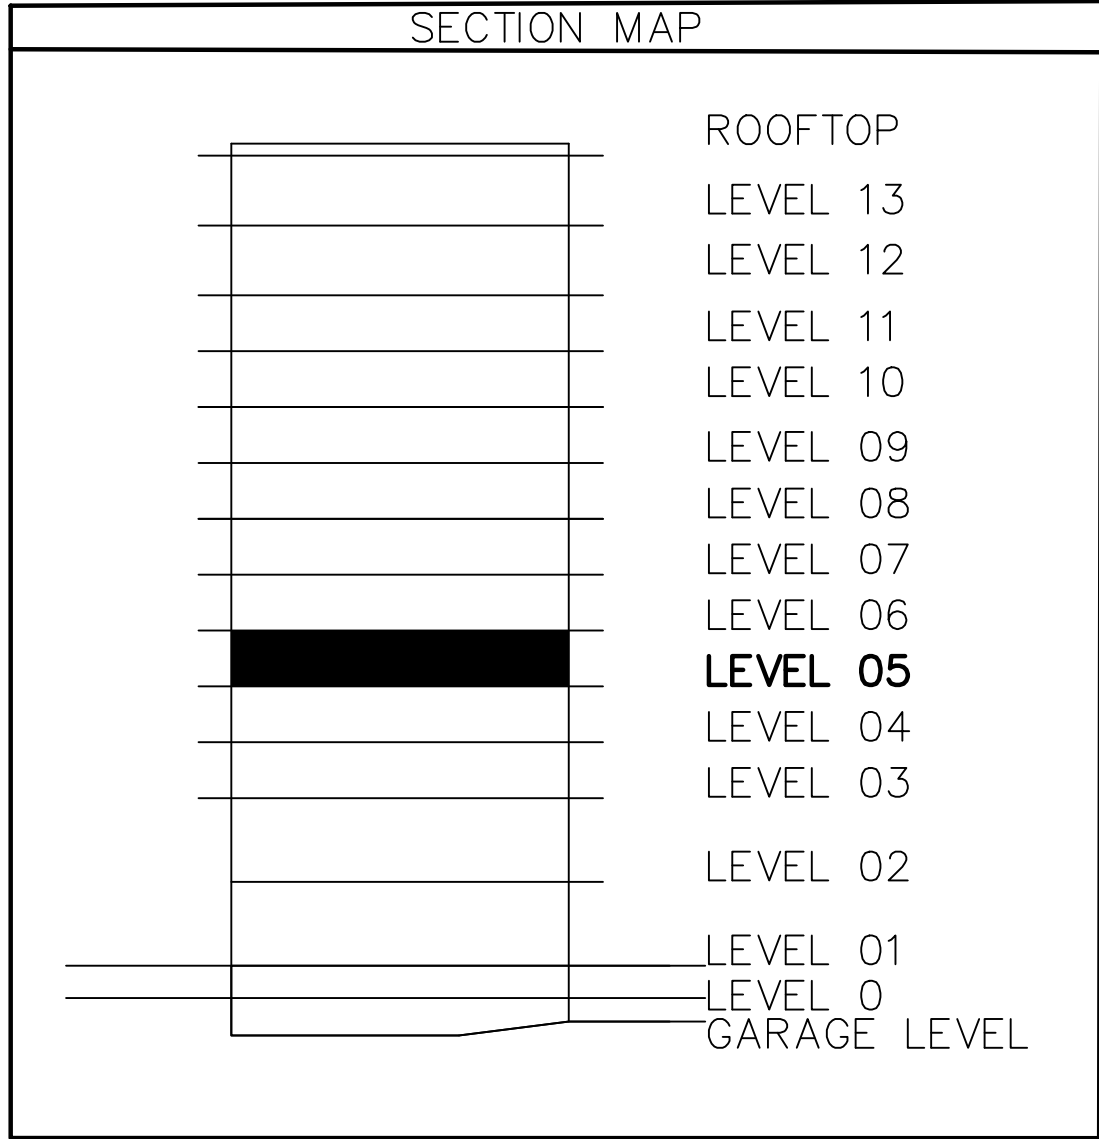 SECTION MAP
ROOFTOP
LEVEL 13
LEVEL 12
LEVEL 11
LEVEL 10
LEVEL 09
LEVEL 08
LEVEL 07
LEVEL 06
LEVEL 05
LEVEL 04
LEVEL 03
LEVEL 02
LEVEL 01
LEVEL 0
GARAGE LEVEL